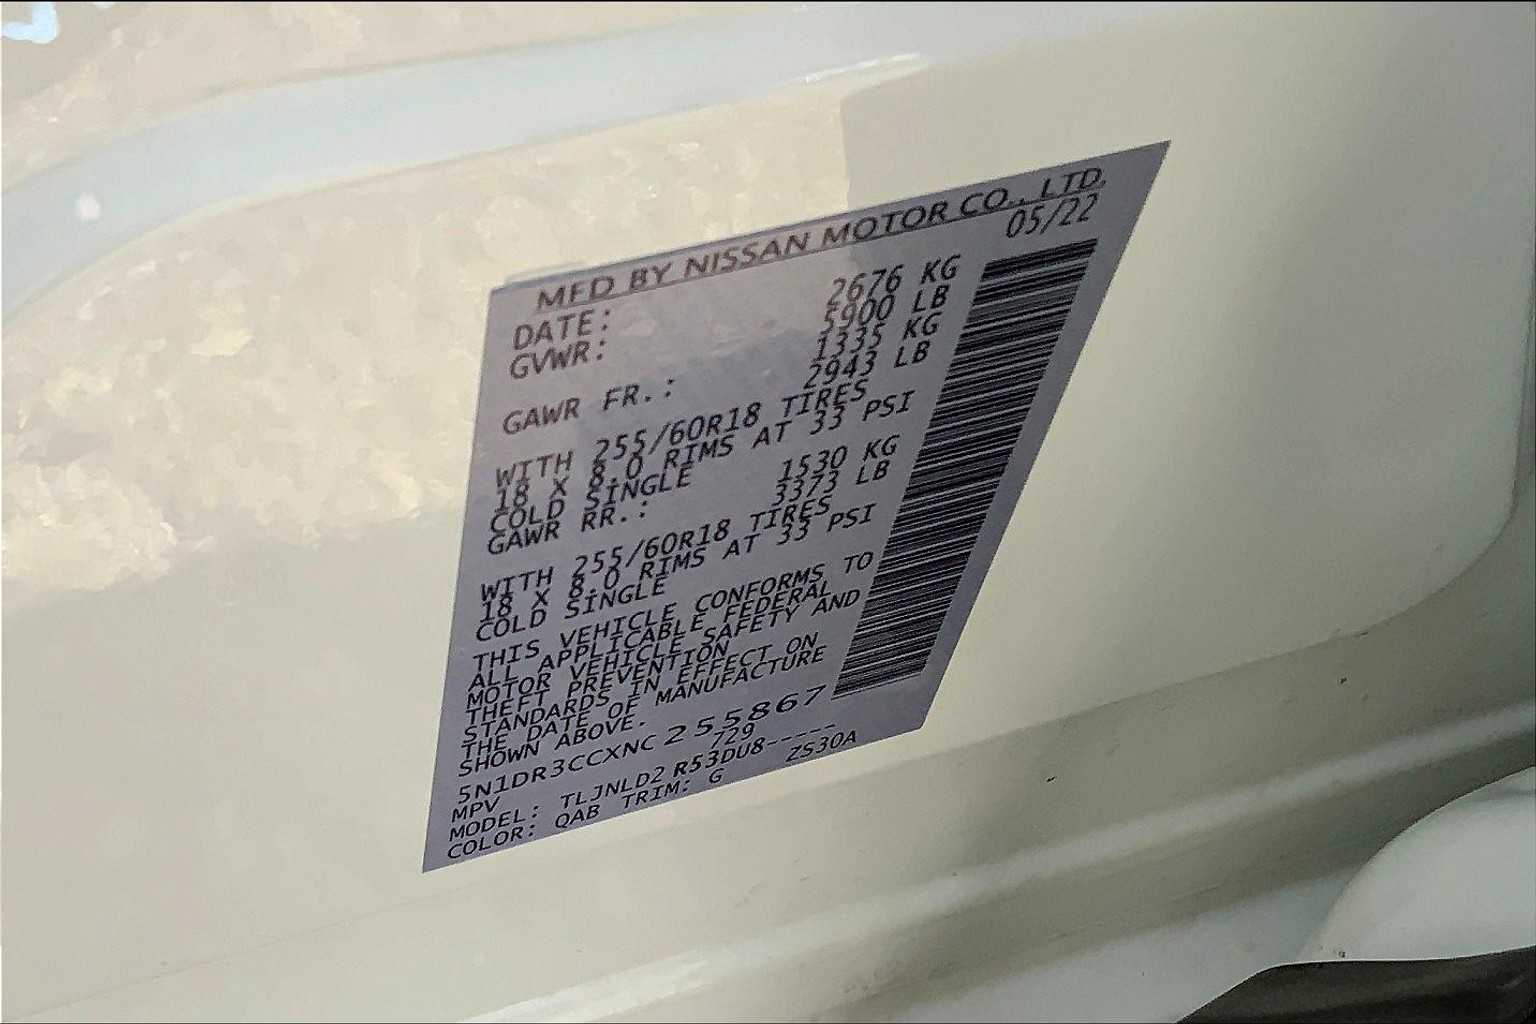 MFD BY NISSAN MOTOR CO., LTD.
DATE: 05/22
GVWR: 2676 KG
5900 LB
GAWR FR.: 1335 KG
2943 LB
WITH 255/60R18 TIRES
18 X 8.0 RIMS AT 33 PSI
COLD SINGLE
GAWR RR.: 1530 KG
3373 LB
WITH 255/60R18 TIRES
18 X 8.0 RIMS AT 33 PSI
COLD SINGLE
THIS VEHICLE CONFORMS TO
ALL APPLICABLE FEDERAL
MOTOR VEHICLE SAFETY AND
THEFT PREVENTION
STANDARDS IN EFFECT ON
THE DATE OF MANUFACTURE
SHOWN ABOVE.
5N1DR3CCXNC255867
MPV 729
MODEL: TLJNLD2 R53DU8-----
COLOR: QAB TRIM: G ZS30A